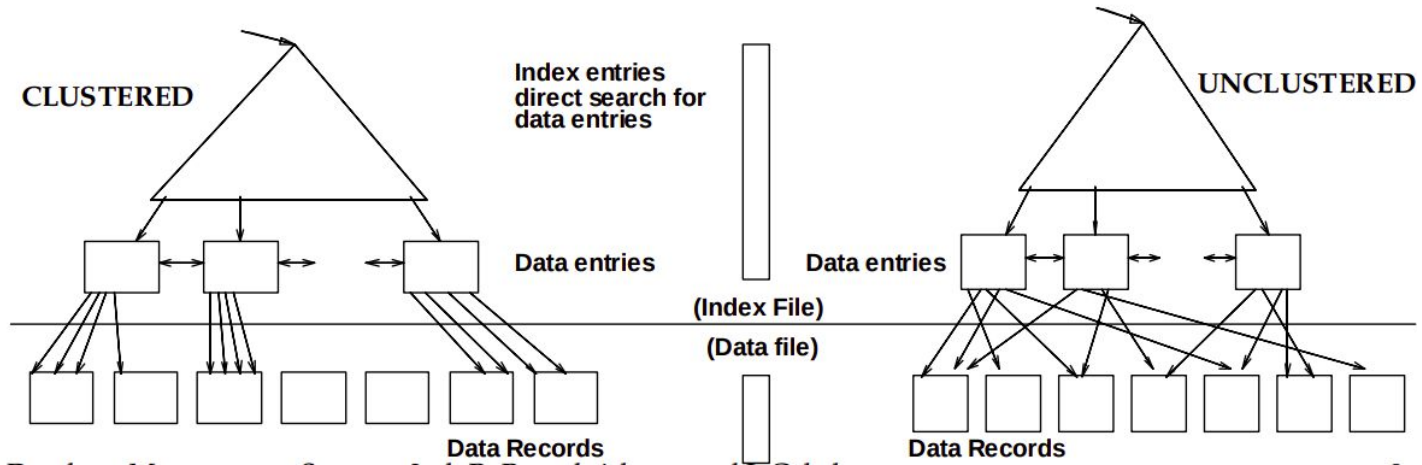 CLUSTERED
Index entries
direct search for
data entries
UNCLUSTERED
Data entries
Data entries
(Index File)
(Data file)
Data Records
Data Records